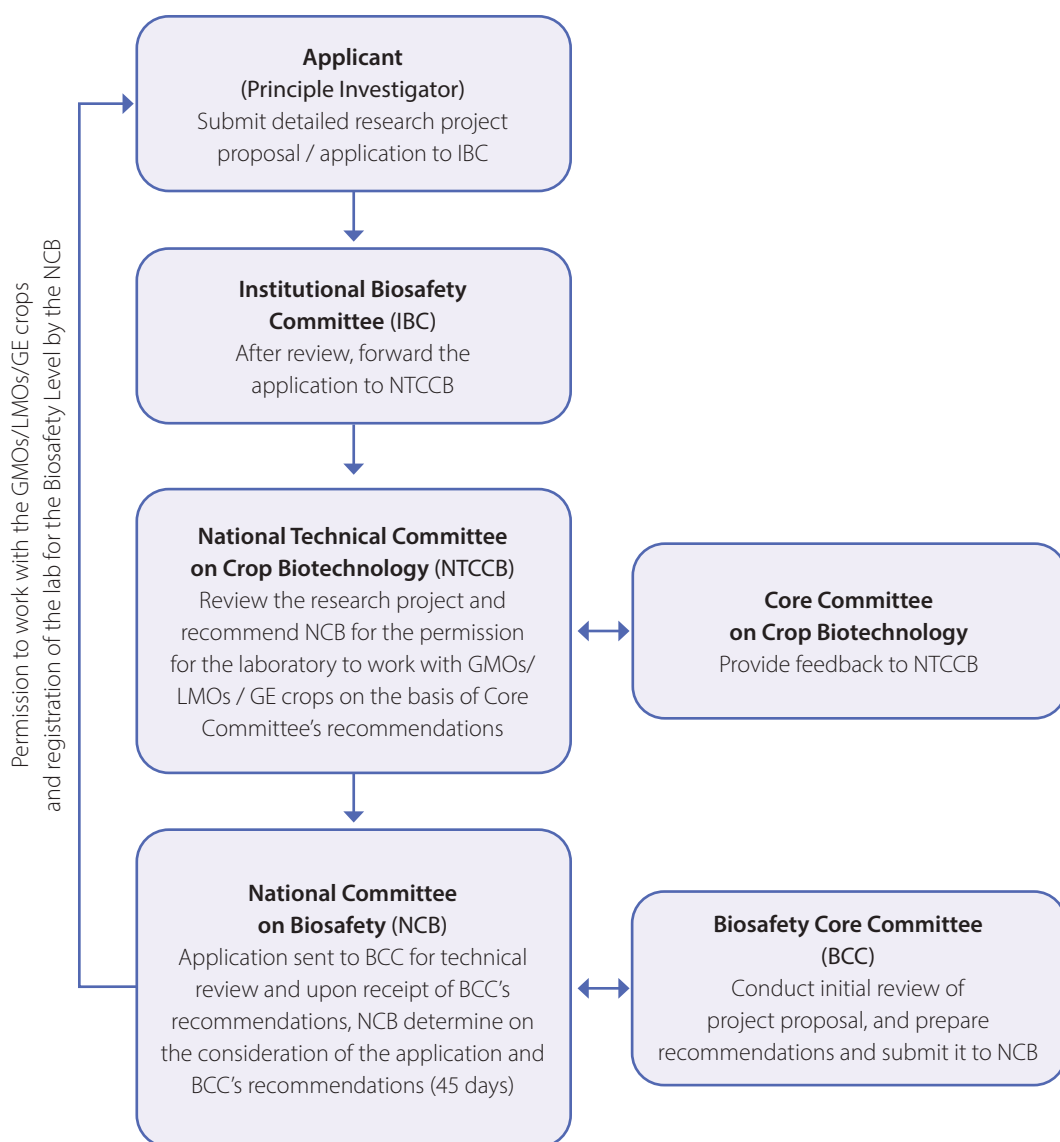 Applicant
(Principle Investigator)
Submit detailed research project
proposal / application to IBC
Institutional Biosafety
Committee (IBC)
After review, forward the
application to NTCCB
National Technical Committee
on Crop Biotechnology (NTCCB)
Review the research project and
recommend NCB for the permission
for the laboratory to work with GMOs/
LMOs / GE crops on the basis of Core
Committee's recommendations
Core Committee
on Crop Biotechnology
Provide feedback to NTCCB
National Committee
on Biosafety (NCB)
Application sent to BCC for technical
review and upon receipt of BCC's
recommendations, NCB determine on
the consideration of the application and
BCC's recommendations (45 days)
Biosafety Core Committee
(BCC)
Conduct initial review of
project proposal, and prepare
recommendations and submit it to NCB
Permission to work with the GMOs/LMOs/GE crops
and registration of the lab for the Biosafety Level by the NCB